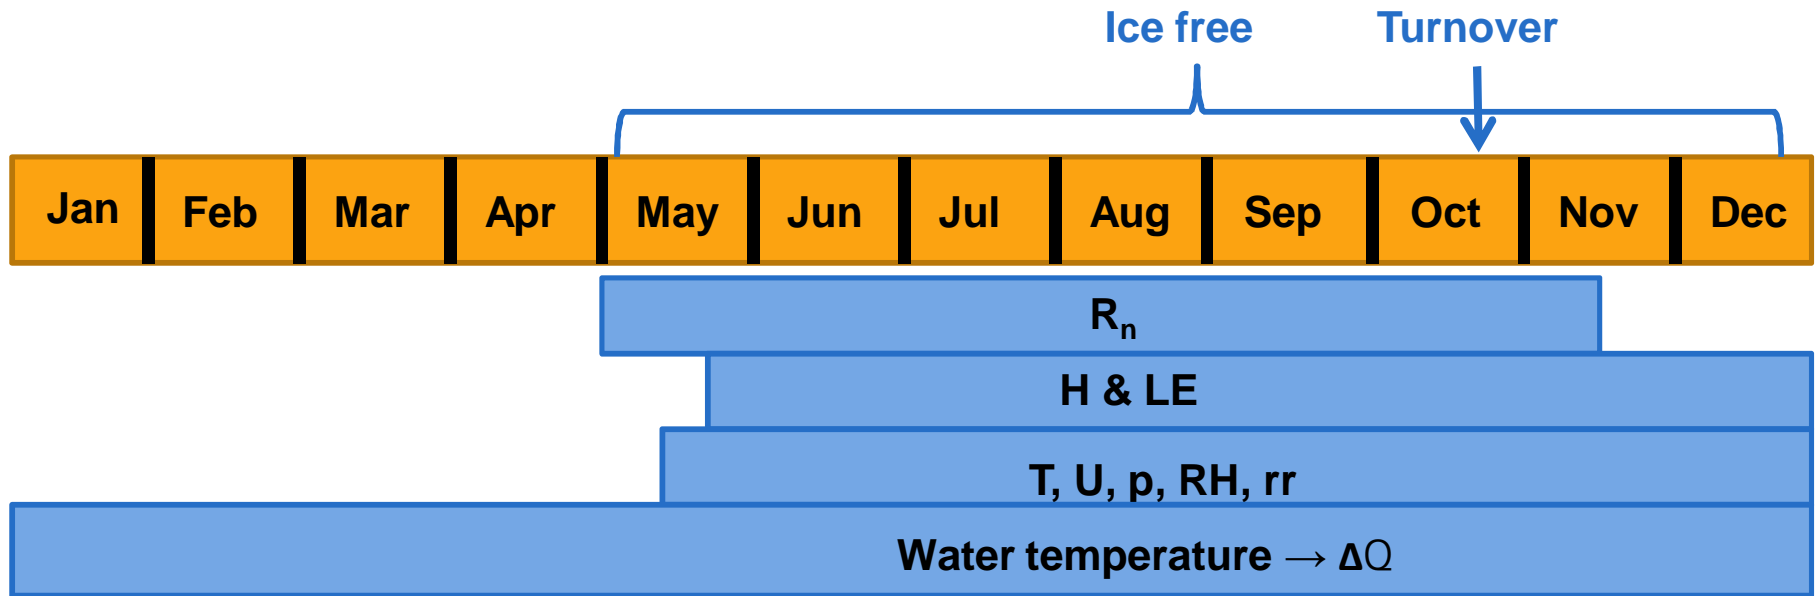 Ice free Turnover
Jan Feb Mar Apr May Jun Jul Aug Sep Oct Nov Dec
Rn
H & LE
T, U, p, RH, rr
Water temperature → ΔQ